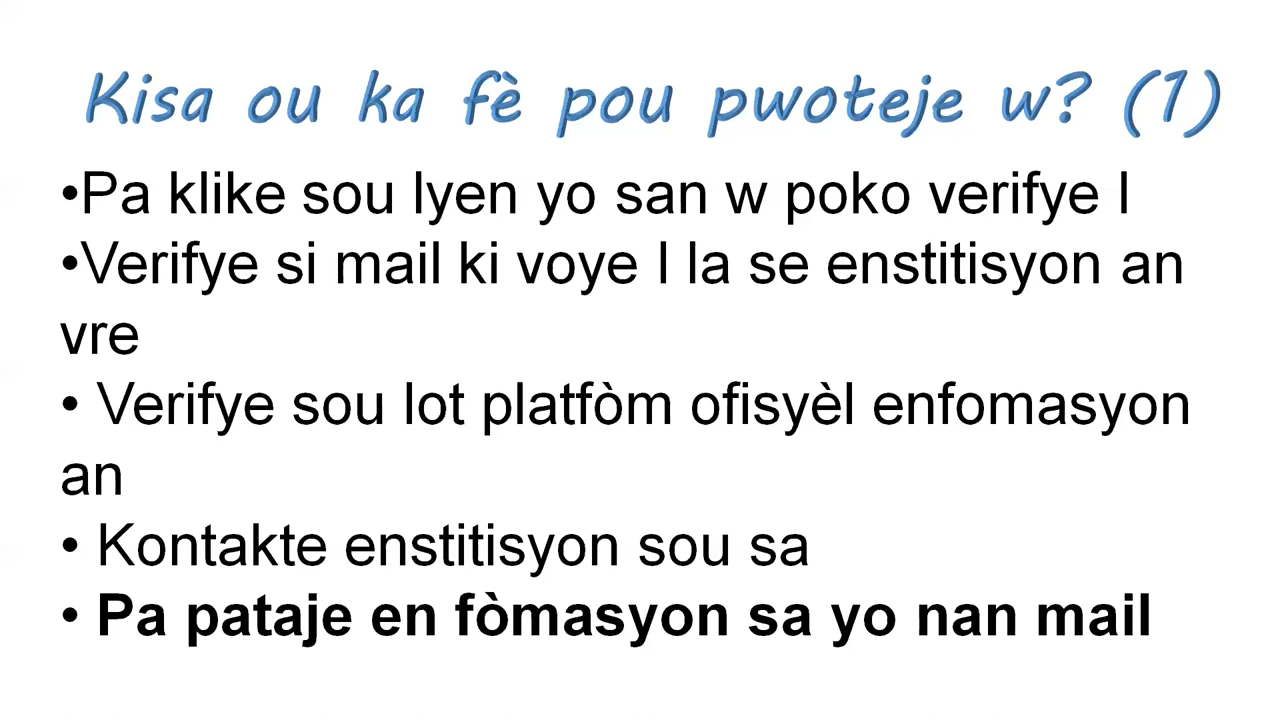 Kisa ou ka fè pou pwoteje w? (1)
•Pa klike sou lyen yo san w poko verifye l
•Verifye si mail ki voye l la se enstitisyon an
vre
• Verifye sou lot platfòm ofisyèl enfomasyon
an
• Kontakte enstitisyon sou sa
• Pa pataje en fòmasyon sa yo nan mail